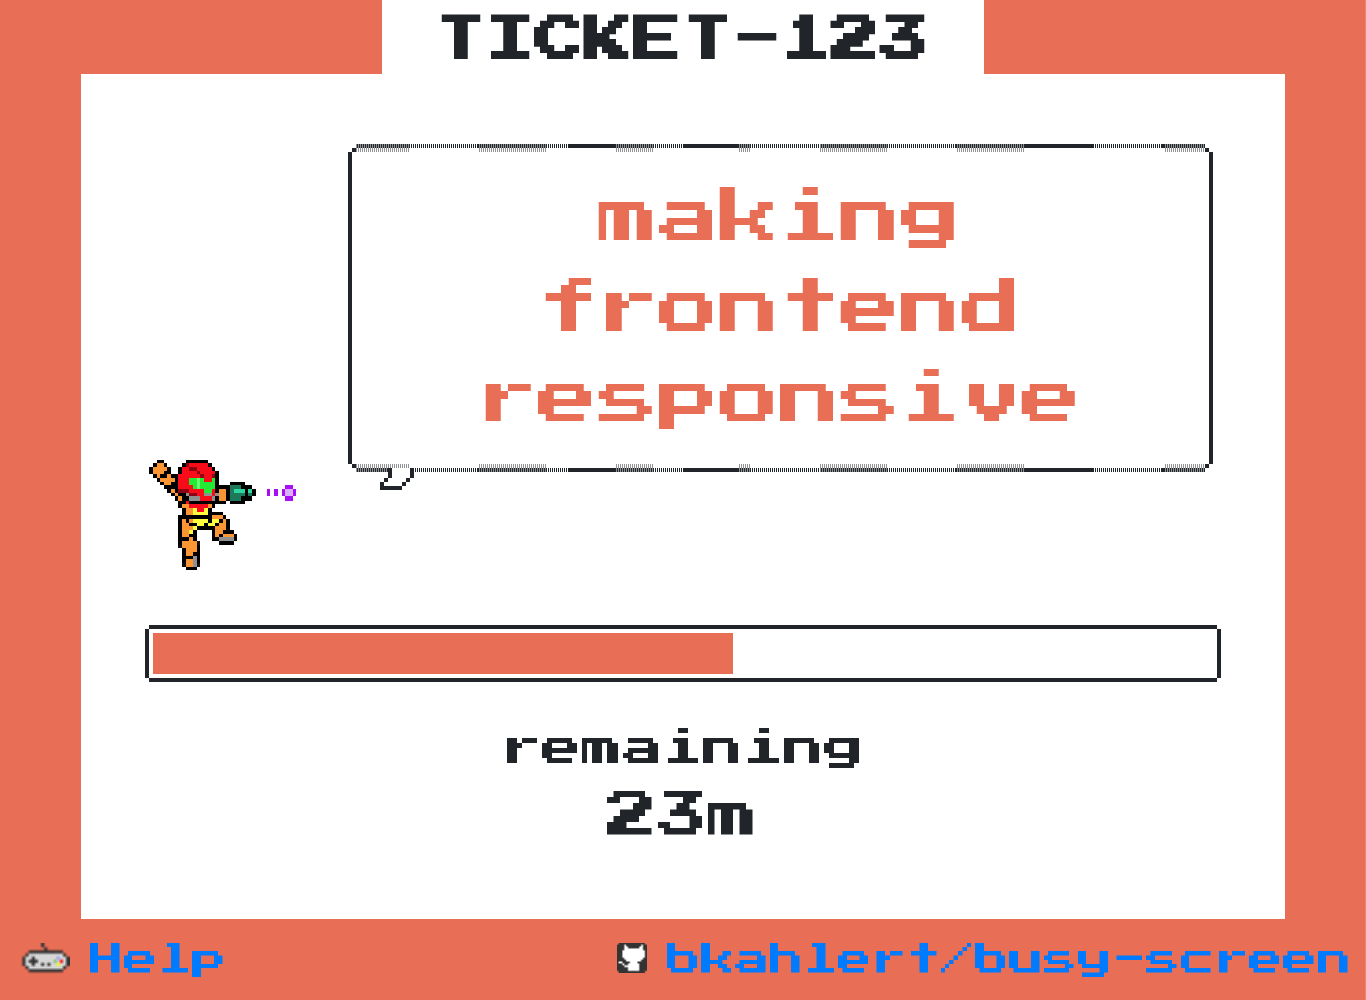 TICKET-123
making
frontend
responsive
remaining
23m
Help
bkahlert/busy-screen